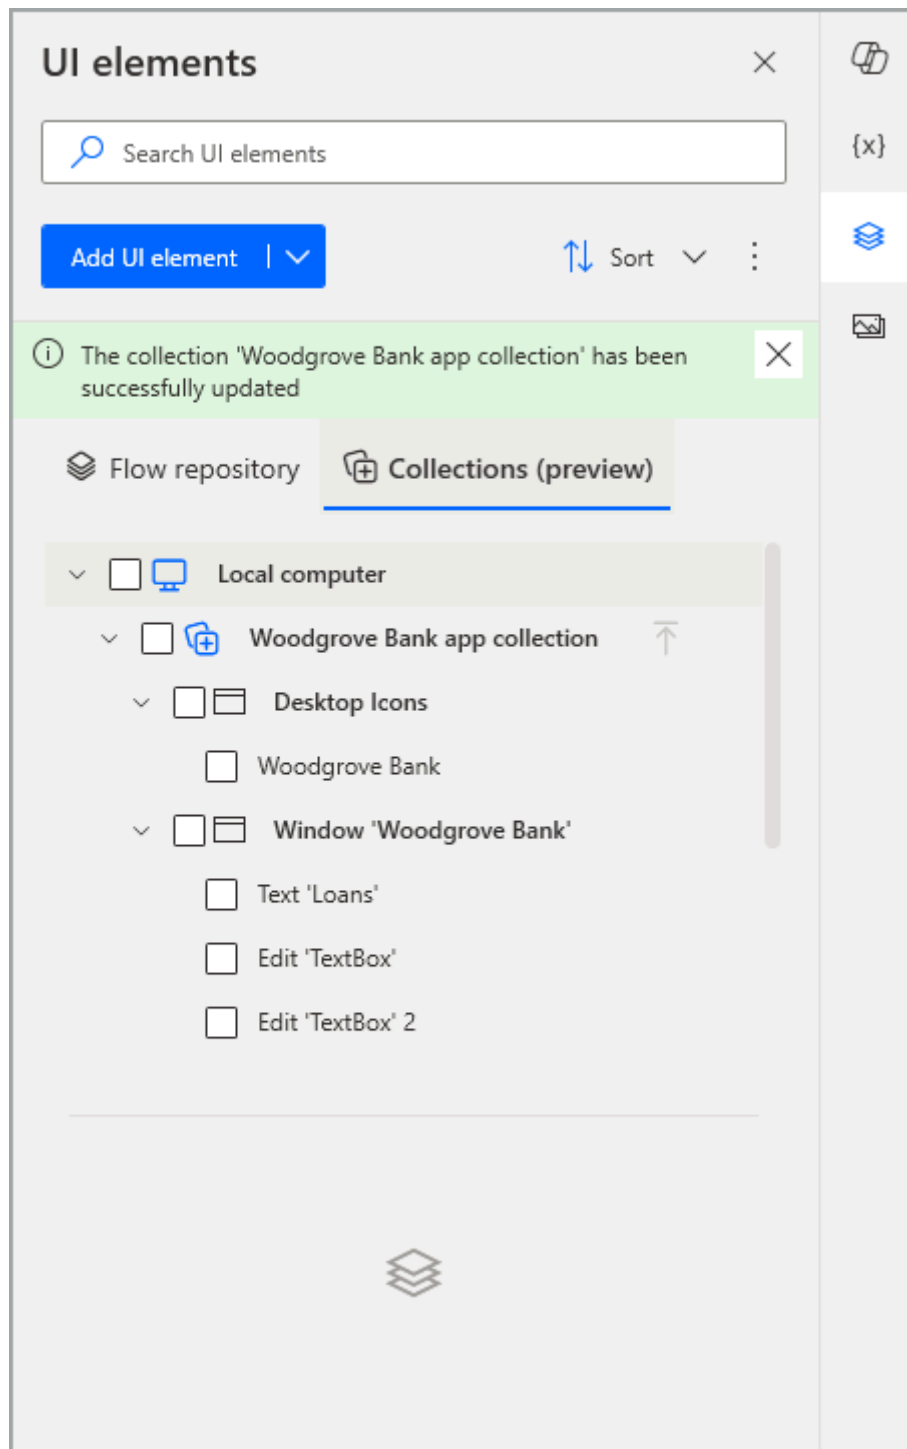 UI elements
Search UI elements
{x}
Add UI element
Sort
The collection 'Woodgrove Bank app collection' has been
successfully updated
Flow repository
Collections (preview)
Local computer
Woodgrove Bank app collection
Desktop Icons
Woodgrove Bank
Window 'Woodgrove Bank'
Text 'Loans'
Edit 'TextBox'
Edit 'TextBox' 2